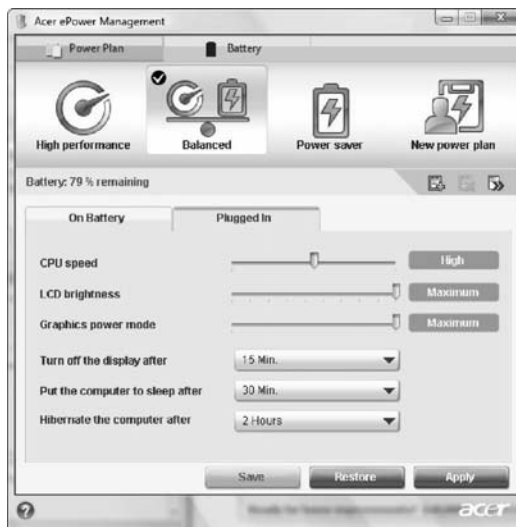 Acer ePower Management
Power Plan Battery
High performance Balanced Power saver New power plan
Battery: 79 % remaining
On Battery Plugged In
CPU speed High
LCD brightness Maximum
Graphics power mode Maximum
Turn off the display after 15 Min.
Put the computer to sleep after 30 Min.
Hibernate the computer after 2 Hours
Save Restore Apply
acer